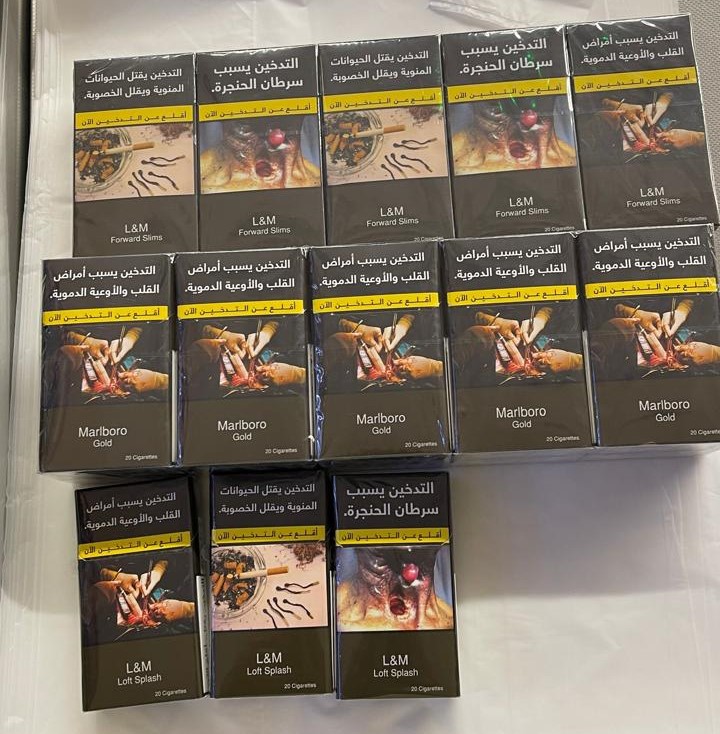 التدخين يقتل الحيوانات
المنوية ويقلل الخصوبة.
أقلع عن التدخين الآن
L&M
Forward Slims
التدخين يسبب
سرطان الحنجرة.
أقلع عن التدخين الآن
L&M
Forward Slims
التدخين يقتل الحيوانات
المنوية ويقلل الخصوبة.
أقلع عن التدخين الآن
L&M
Forward Slims
20 Cigarettes
التدخين يسبب
سرطان الحنجرة.
أقلع عن التدخين الآن
L&M
Forward Slims
20 Cigarettes
التدخين يسبب أمراض
القلب والأوعية الدموية.
أقلع عن التدخين الآن
L&M
Forward Slims
20 Cigarettes
التدخين يسبب أمراض
القلب والأوعية الدموية.
أقلع عن التدخين الآن
Marlboro
Gold
20 Cigarettes
التدخين يسبب أمراض
القلب والأوعية الدموية.
أقلع عن التدخين الآن
Marlboro
Gold
20 Cigarettes
التدخين يسبب أمراض
القلب والأوعية الدموية.
أقلع عن التدخين الآن
Marlboro
Gold
20 Cigarettes
التدخين يسبب أمراض
القلب والأوعية الدموية.
أقلع عن التدخين الآن
Marlboro
Gold
20 Cigarettes
التدخين يسبب أمراض
القلب والأوعية الدموية.
أقلع عن التدخين الآن
Marlboro
Gold
20 Cigarettes
التدخين يسبب أمراض
القلب والأوعية الدموية.
أقلع عن التدخين الآن
L&M
Loft Splash
20 Cigarettes
التدخين يقتل الحيوانات
المنوية ويقلل الخصوبة.
أقلع عن التدخين الآن
L&M
Loft Splash
20 Cigarettes
التدخين يسبب
سرطان الحنجرة.
أقلع عن التدخين الآن
L&M
Loft Splash
20 Cigarettes